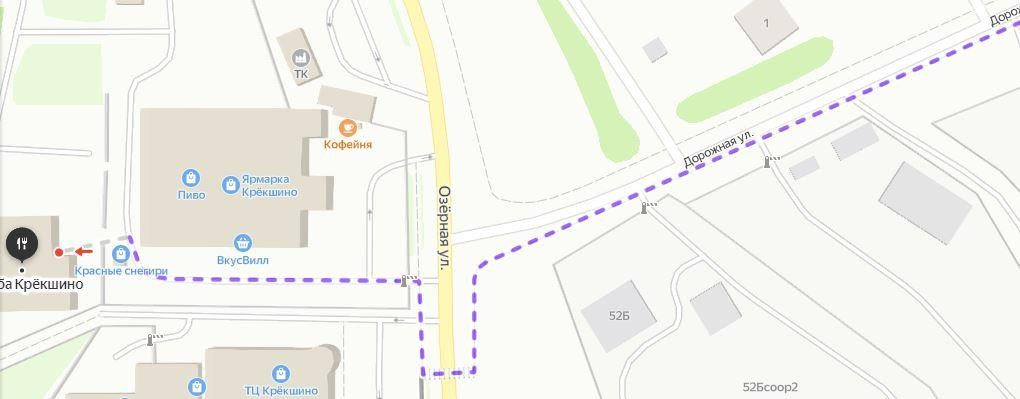 Дорож
1
ТК
Дорожная ул.
Кофейня
Пиво
Ярмарка
Крёкшино
Озёрная ул.
ВкусВилл
Красные снегири
ба Крёкшино
52Б
ТЦ Крёкшино
52Бсоор2